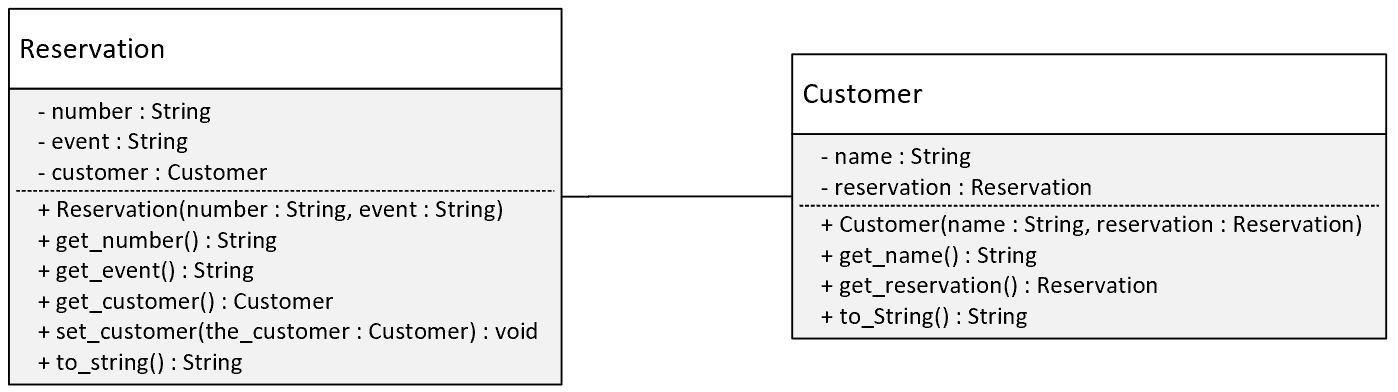 Reservation
- number : String
- event : String
- customer : Customer
+ Reservation(number : String, event : String)
+ get_number() : String
+ get_event() : String
+ get_customer() : Customer
+ set_customer(the_customer : Customer) : void
+ to_string() : String
Customer
- name : String
- reservation : Reservation
+ Customer(name : String, reservation : Reservation)
+ get_name() : String
+ get_reservation() : Reservation
+ to_String() : String